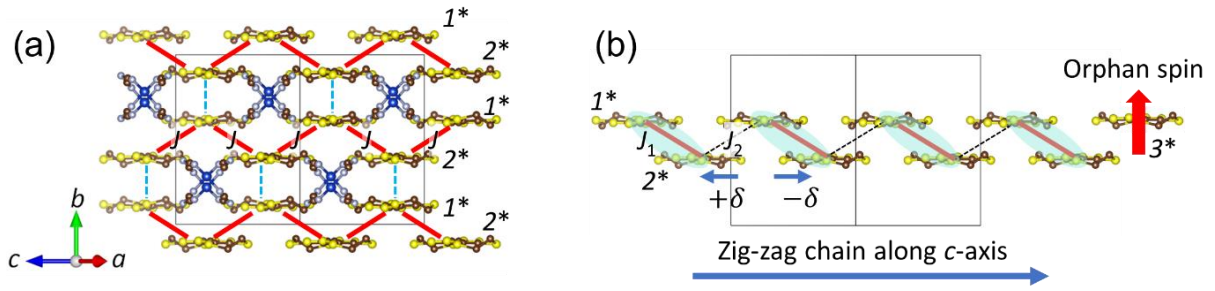 (a)
1*
2*
1*
J J J J J
2*
1*
2*
b
c
a
(b)
Orphan spin
1*
J₁ J₂
3*
2*
+δ −δ
Zig-zag chain along c-axis